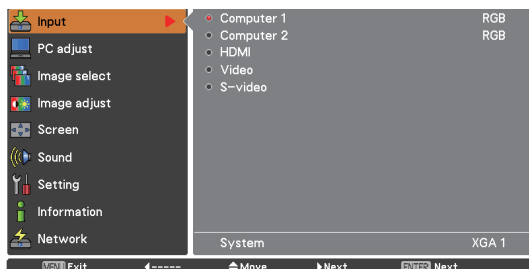 Input
PC adjust
Image select
Image adjust
Screen
Sound
Setting
Information
Network
Computer 1 RGB
Computer 2 RGB
HDMI
Video
S-video
System XGA 1
MENU Exit ◀----- Move ▶Next ENTER Next